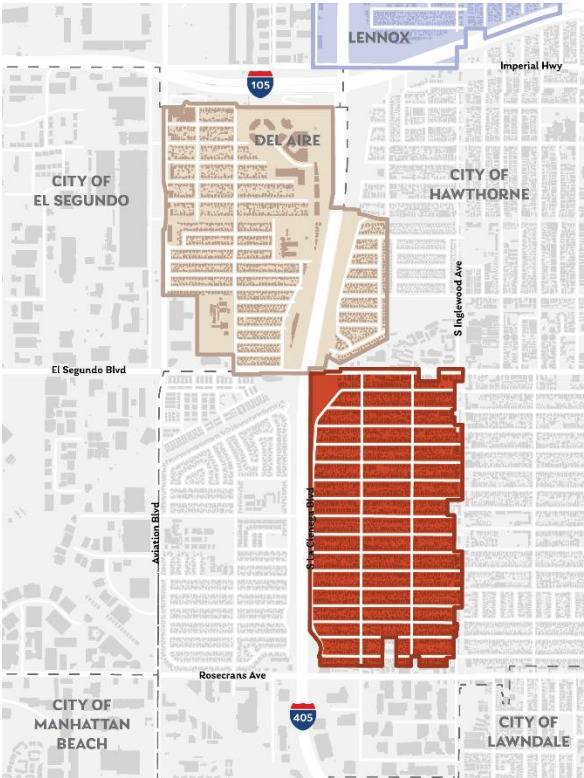 LENNOX
Imperial Hwy
105
DEL AIRE
CITY OF
EL SEGUNDO
CITY OF
HAWTHORNE
S Inglewood Ave
El Segundo Blvd
Aviation Blvd
S La Cienega Blvd
Rosecrans Ave
405
CITY OF
MANHATTAN
BEACH
CITY OF
LAWNDALE